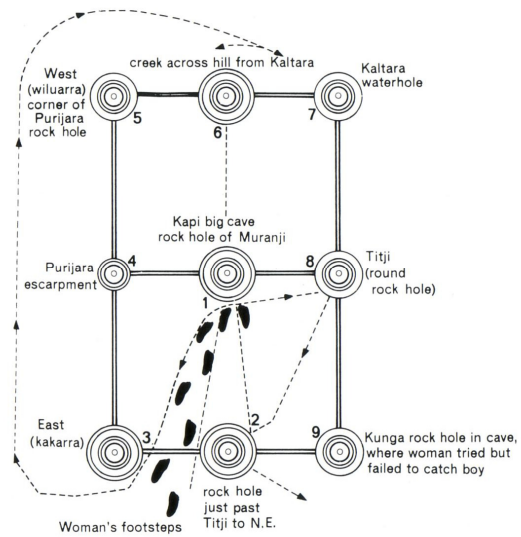 creek across hill from Kaltara
West
(wiluarra)
corner of
Purijara
rock hole
5
6
Kaltara
waterhole
7
Kapi big cave
rock hole of Muranji
Purijara
escarpment
4
1
8
Titji
(round
rock hole)
East
(kakarra)
3
2
9
Kunga rock hole in cave,
where woman tried but
failed to catch boy
rock hole
just past
Titji to N.E.
Woman's footsteps